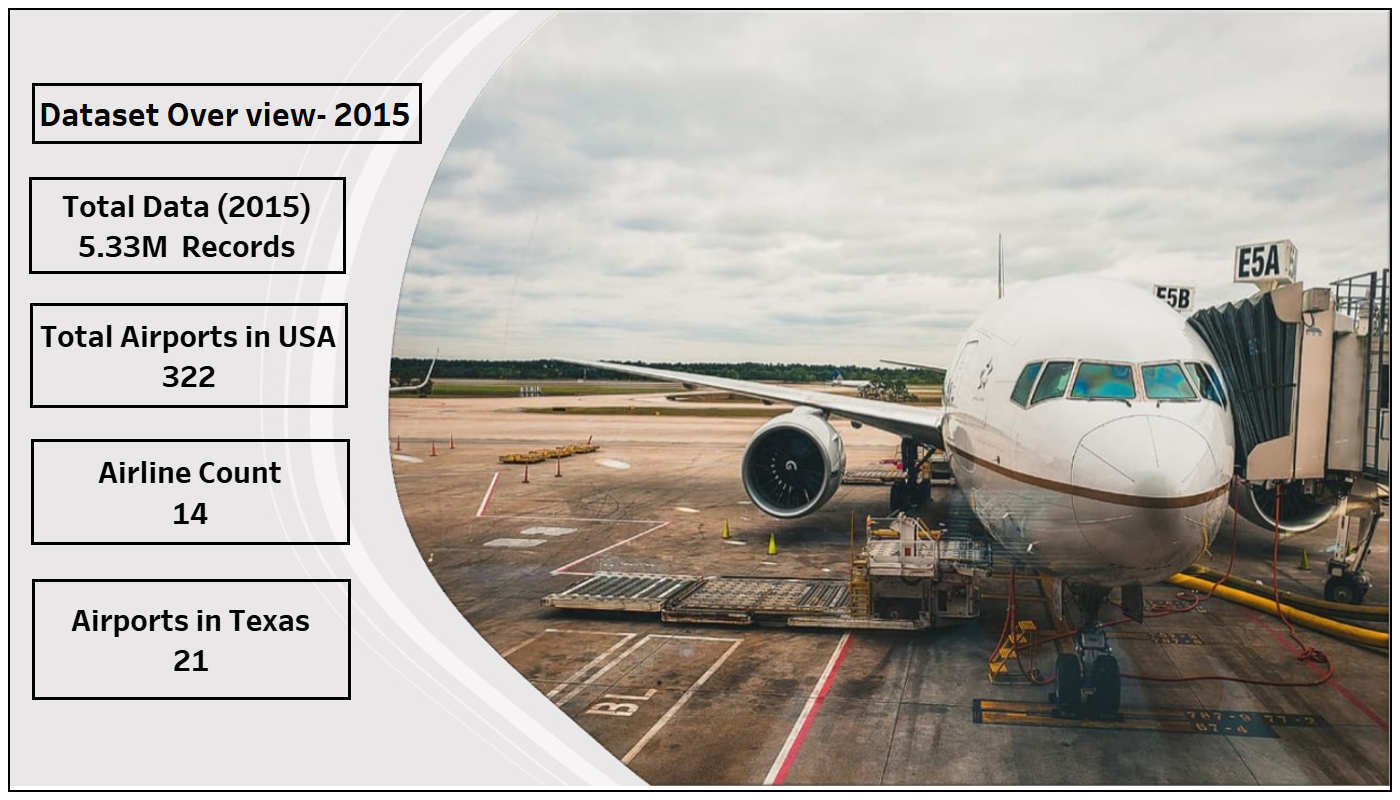 Dataset Over view- 2015
Total Data (2015)
5.33M  Records
Total Airports in USA
322
Airline Count
14
Airports in Texas
21
E5A
E5B
BL